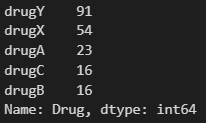 drugY    91
drugX    54
drugA    23
drugC    16
drugB    16
Name: Drug, dtype: int64